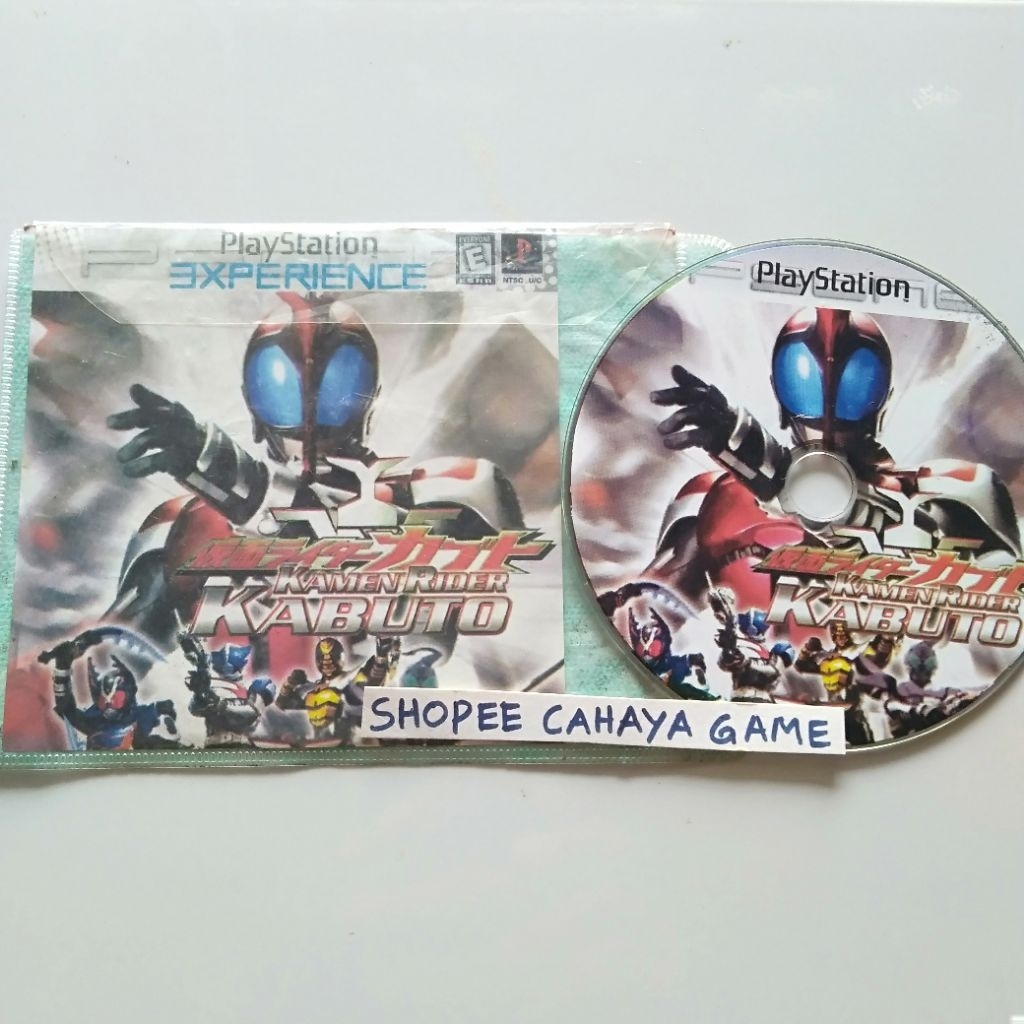 PlayStation
EXPERIENCE
EVERYONE
E
NTSC U/C
仮面ライダーカブト
KAMEN RIDER
KABUTO
PlayStation
仮面ライダーカブト
KAMEN RIDER
KABUTO
SHOPEE CAHAYA GAME